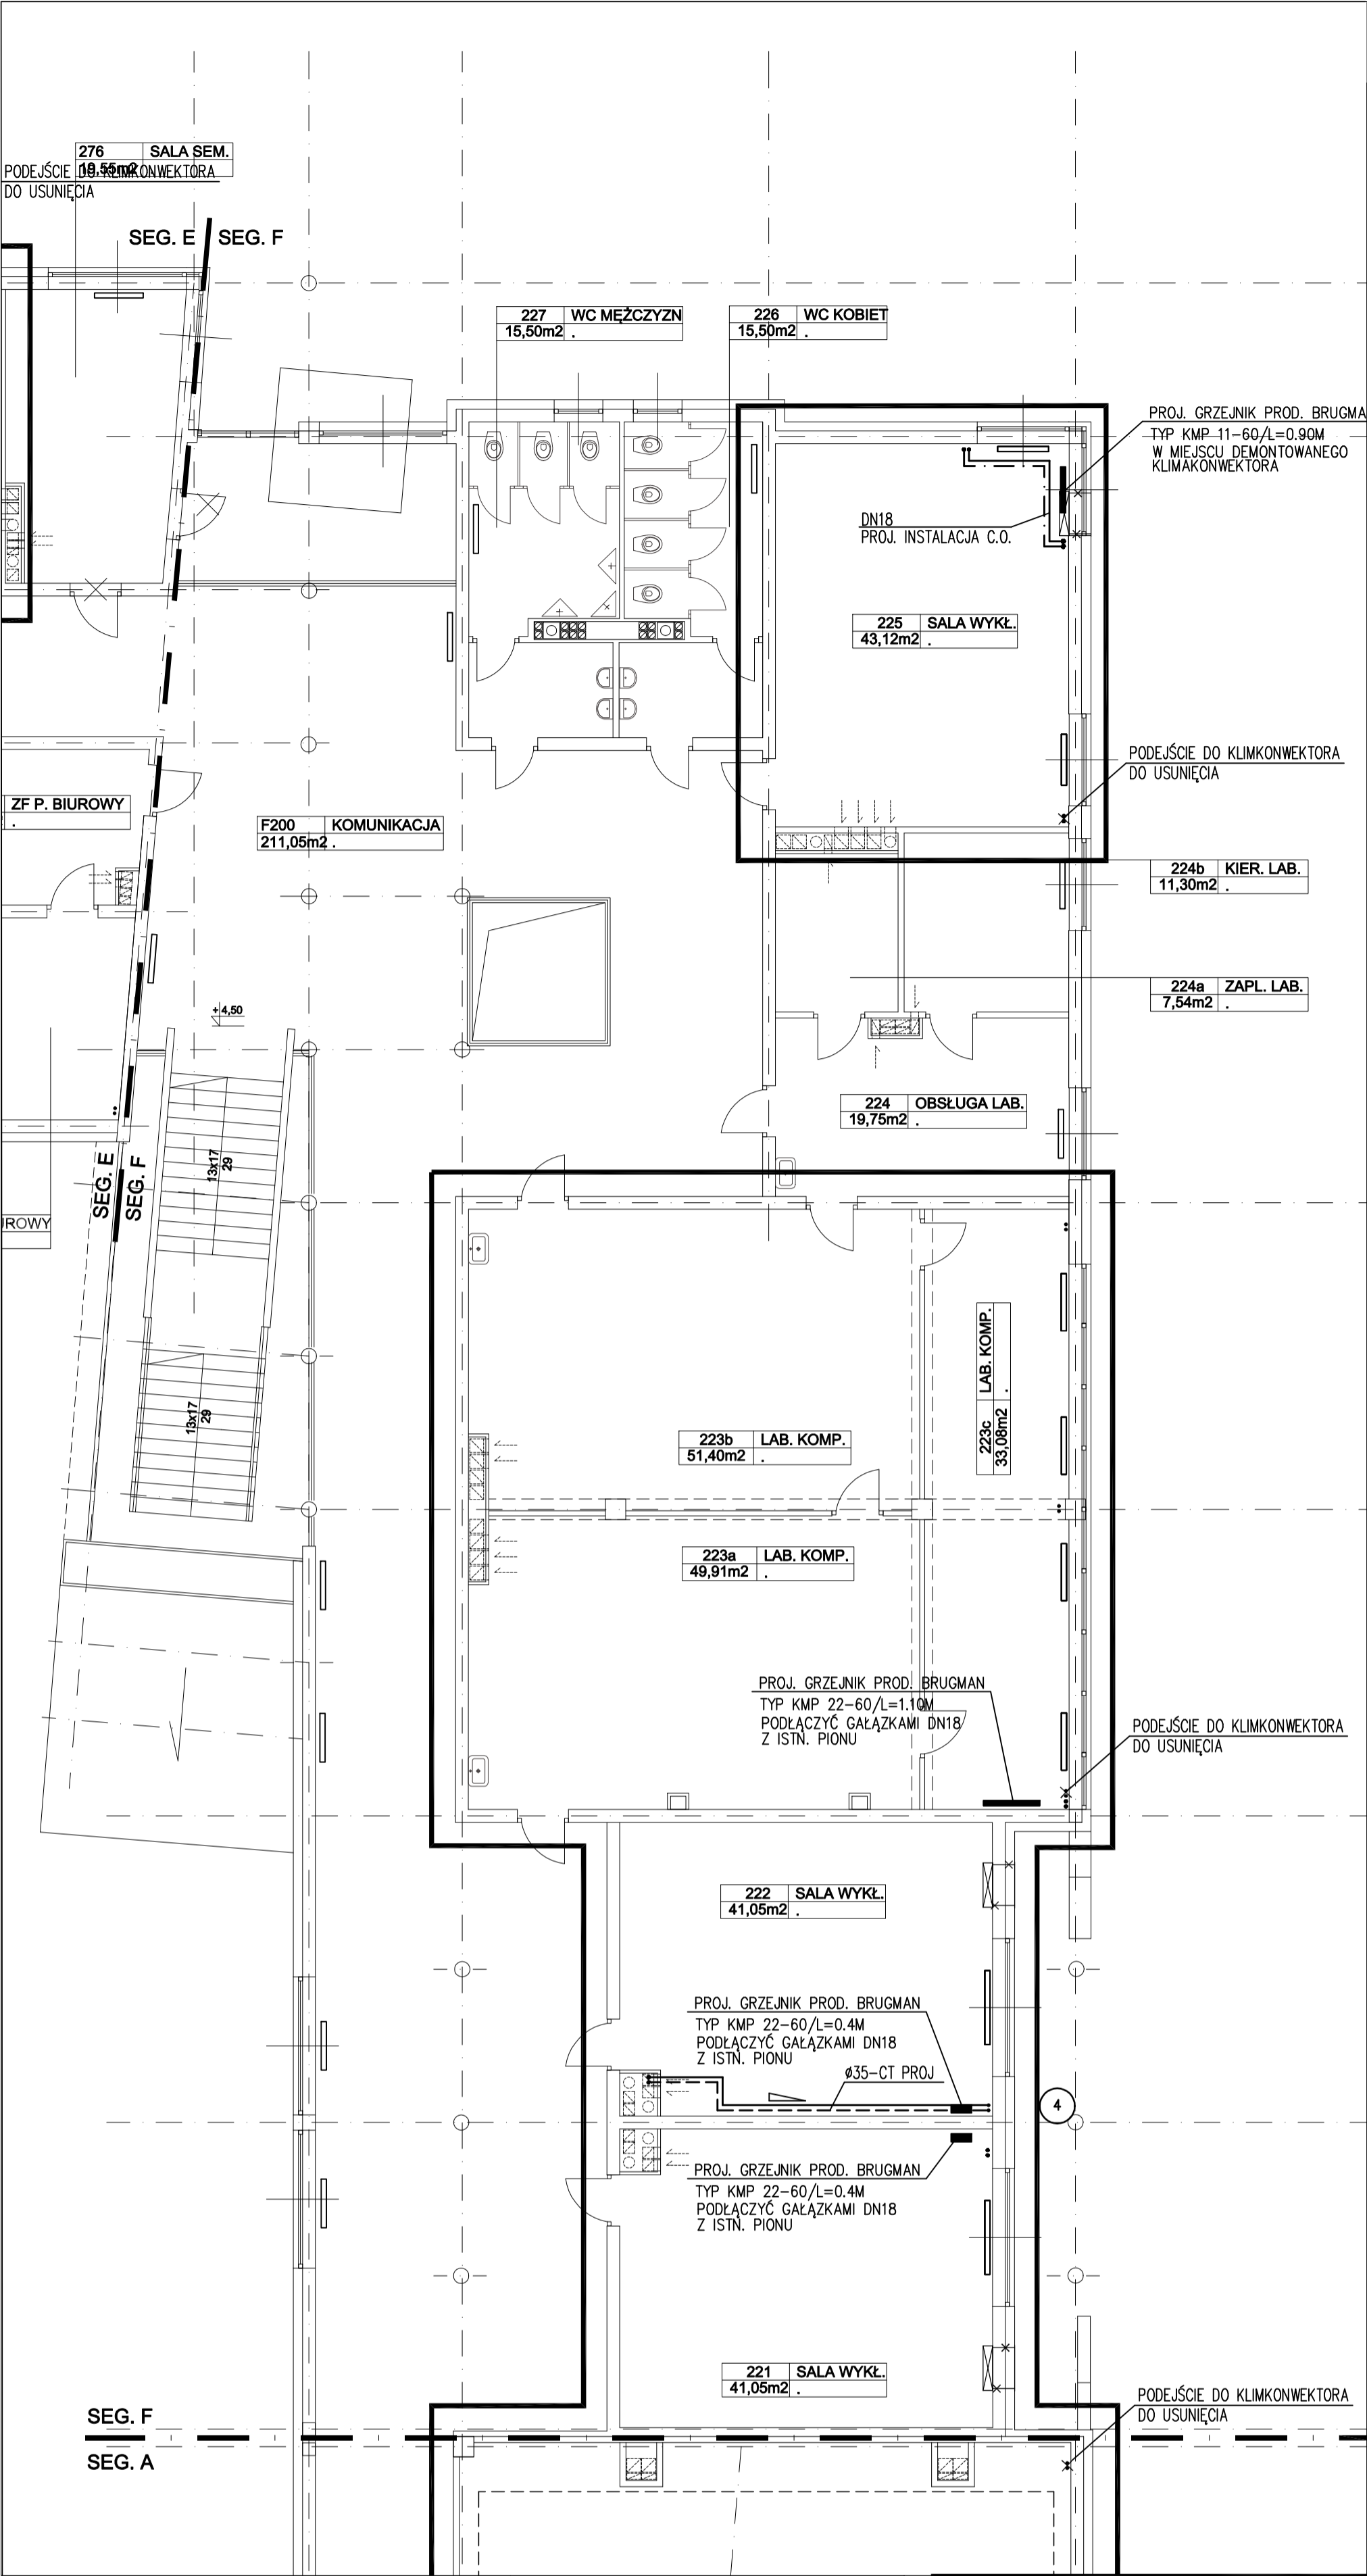 276 SALA SEM.
19,55m2
PODEJŚCIE DO KLIMKONWEKTORA
DO USUNIĘCIA
SEG. E SEG. F
227 WC MĘŻCZYZN
15,50m2 .
226 WC KOBIET
15,50m2 .
PROJ. GRZEJNIK PROD. BRUGMA
TYP KMP 11-60/L=0.90M
W MIEJSCU DEMONTOWANEGO
KLIMAKONWEKTORA
DN18
PROJ. INSTALACJA C.O.
225 SALA WYKŁ.
43,12m2 .
PODEJŚCIE DO KLIMKONWEKTORA
DO USUNIĘCIA
ZF P. BIUROWY
.
F200 KOMUNIKACJA
211,05m2 .
224b KIER. LAB.
11,30m2 .
224a ZAPL. LAB.
7,54m2 .
+4,50
224 OBSŁUGA LAB.
19,75m2 .
SEG. E
SEG. F
13x17
29
UROWY
LAB. KOMP.
223c
33,08m2 .
13x17
29
223b LAB. KOMP.
51,40m2 .
223a LAB. KOMP.
49,91m2 .
PROJ. GRZEJNIK PROD. BRUGMAN
TYP KMP 22-60/L=1.10M
PODŁĄCZYĆ GAŁĄZKAMI DN18
Z ISTN. PIONU
PODEJŚCIE DO KLIMKONWEKTORA
DO USUNIĘCIA
222 SALA WYKŁ.
41,05m2 .
PROJ. GRZEJNIK PROD. BRUGMAN
TYP KMP 22-60/L=0.4M
PODŁĄCZYĆ GAŁĄZKAMI DN18
Z ISTN. PIONU
ø35-CT PROJ
4
PROJ. GRZEJNIK PROD. BRUGMAN
TYP KMP 22-60/L=0.4M
PODŁĄCZYĆ GAŁĄZKAMI DN18
Z ISTN. PIONU
221 SALA WYKŁ.
41,05m2 .
PODEJŚCIE DO KLIMKONWEKTORA
DO USUNIĘCIA
SEG. F
SEG. A